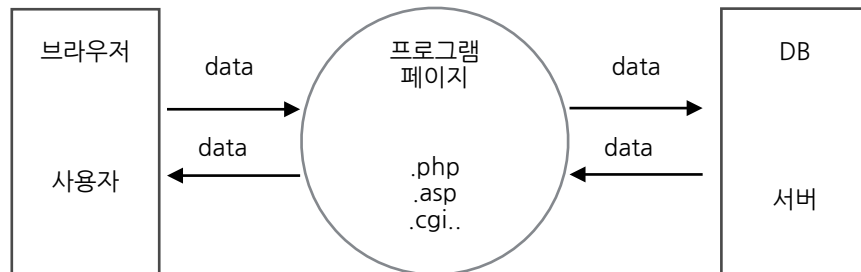 브라우저
사용자
data
data
프로그램
페이지
.php
.asp
.cgi..
data
data
DB
서버